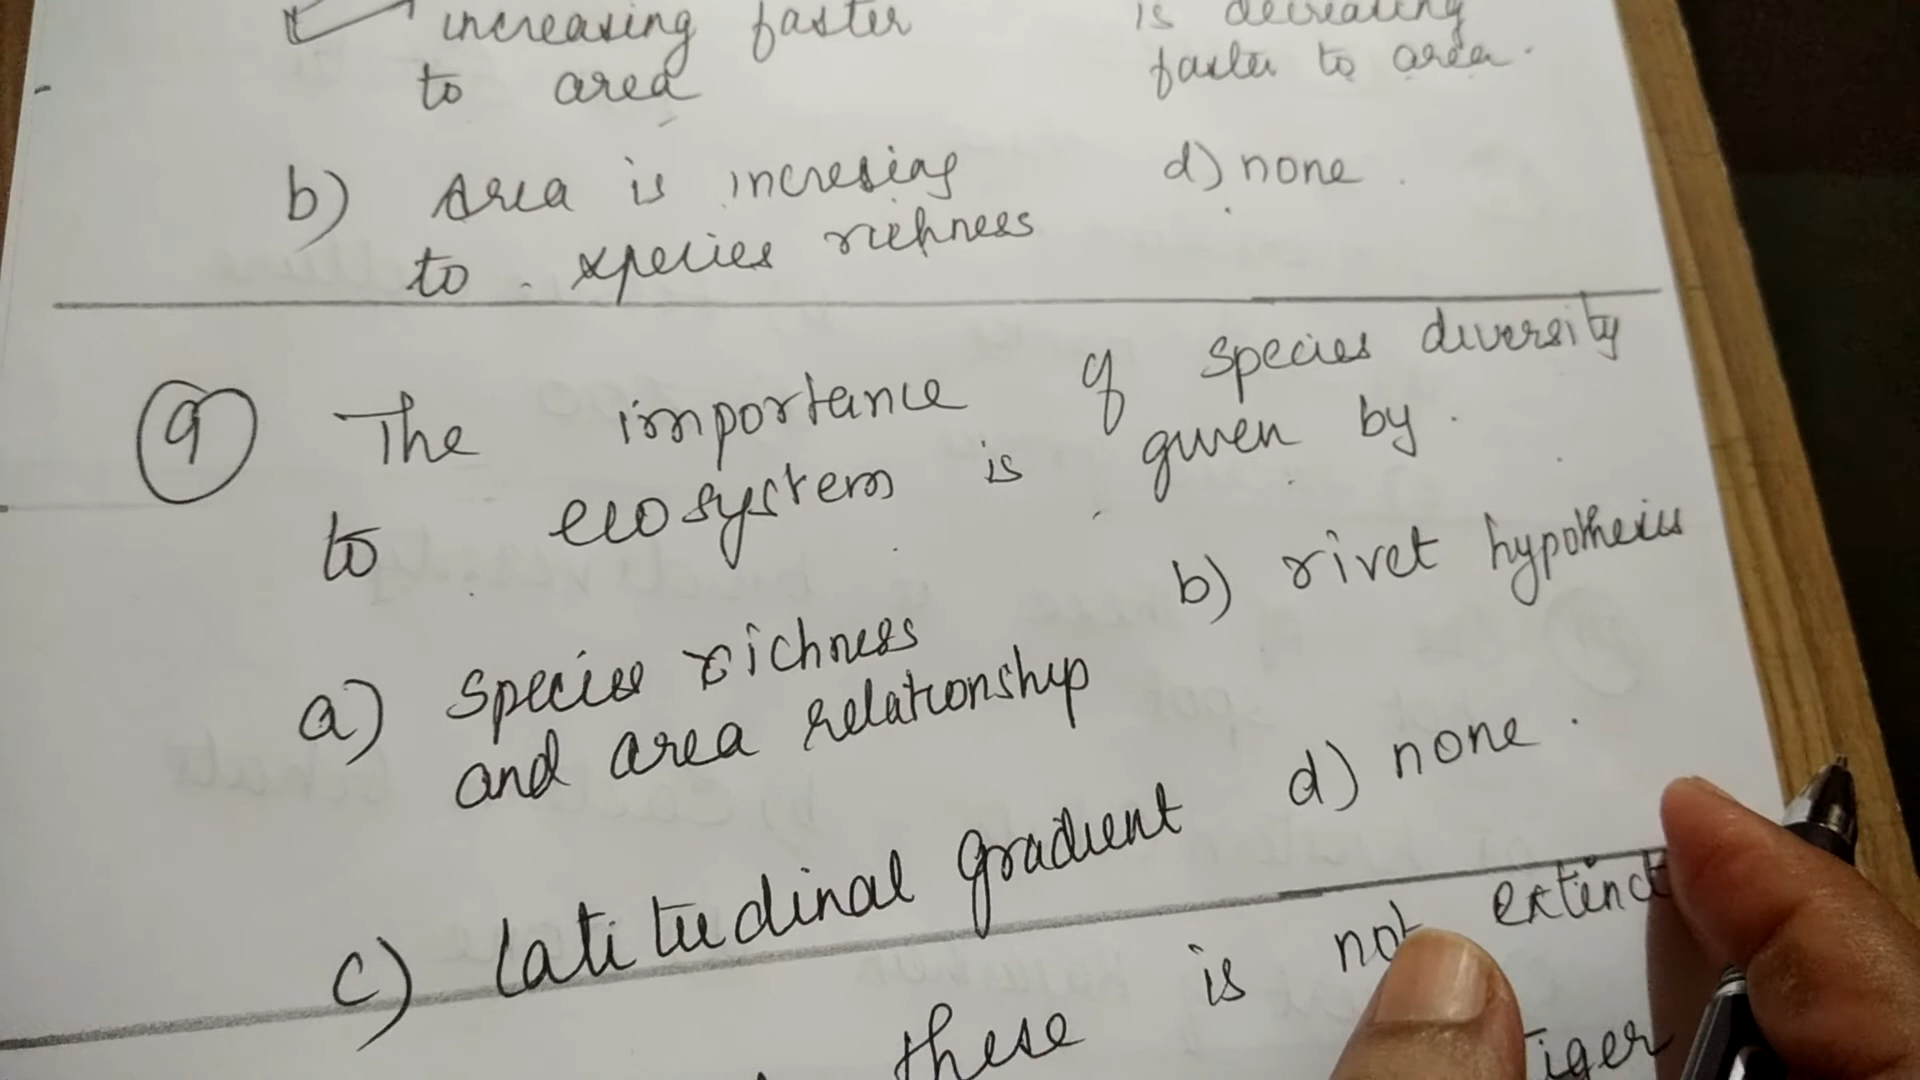 increasing faster
to area
is decreasing
faster to area.
b) Area is incresing
to species richness
d) none.
9 The importance of species diversity
to ecosystem is given by.
a) species richness
and area relationship
b) rivet hypothesis
c) latitudinal gradient
d) none.
these is not extinct
Tiger